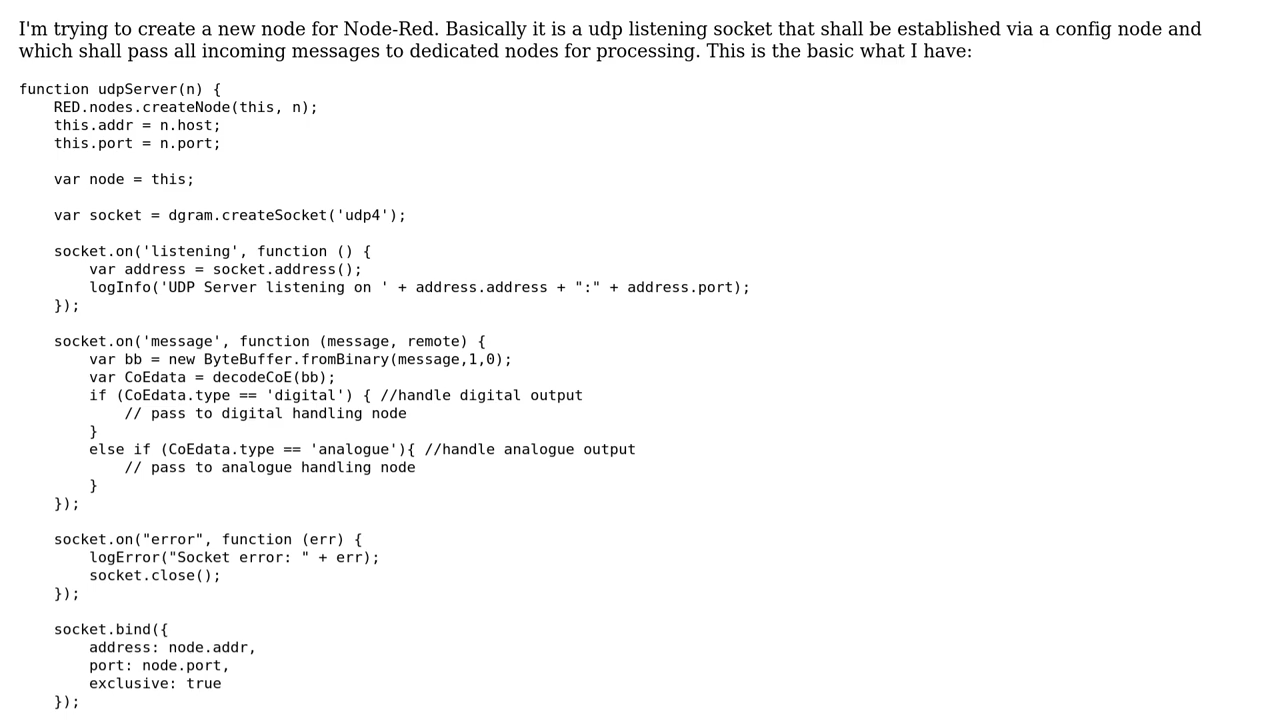 I'm trying to create a new node for Node-Red. Basically it is a udp listening socket that shall be established via a config node and
which shall pass all incoming messages to dedicated nodes for processing. This is the basic what I have:
function udpServer(n) {
    RED.nodes.createNode(this, n);
    this.addr = n.host;
    this.port = n.port;

    var node = this;

    var socket = dgram.createSocket('udp4');

    socket.on('listening', function () {
        var address = socket.address();
        logInfo('UDP Server listening on ' + address.address + ":" + address.port);
    });

    socket.on('message', function (message, remote) {
        var bb = new ByteBuffer.fromBinary(message,1,0);
        var CoEdata = decodeCoE(bb);
        if (CoEdata.type == 'digital') { //handle digital output
            // pass to digital handling node
        }
        else if (CoEdata.type == 'analogue'){ //handle analogue output
            // pass to analogue handling node
        }
    });

    socket.on("error", function (err) {
        logError("Socket error: " + err);
        socket.close();
    });

    socket.bind({
        address: node.addr,
        port: node.port,
        exclusive: true
    });